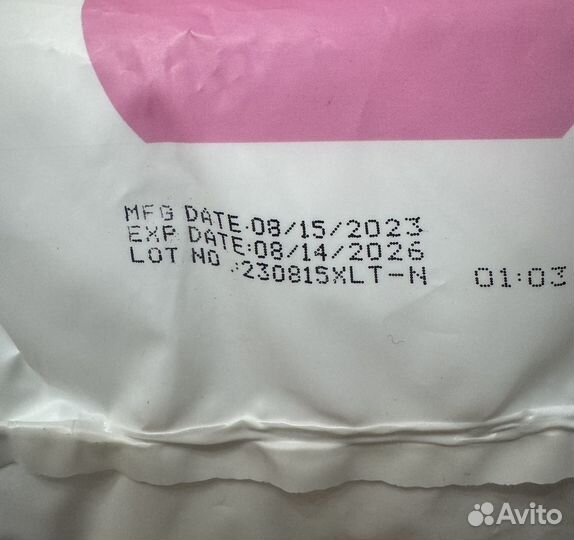 MFG DATE:08/15/2023
EXP DATE:08/14/2026
LOT NO :230815XLT-N 01:03
Avito